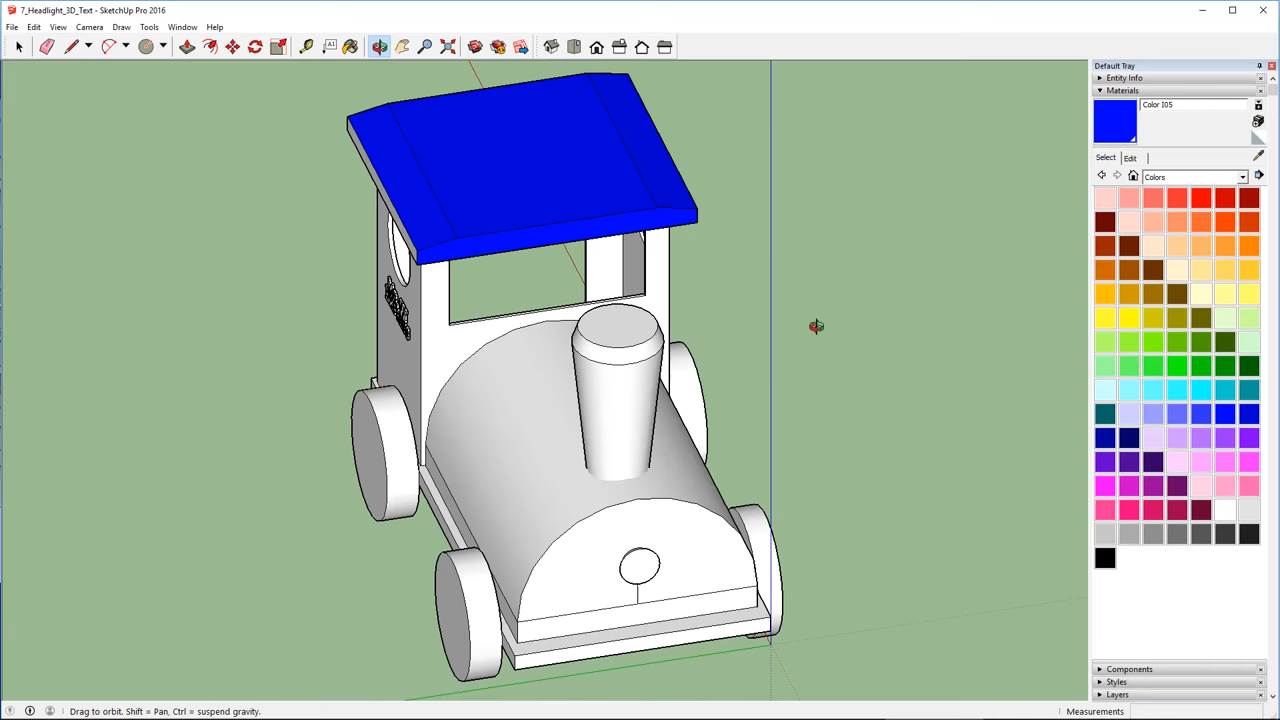 7_Headlight_3D_Text - SketchUp Pro 2016
File Edit View Camera Draw Tools Window Help
Default Tray
Entity Info
Materials
Color I05
Select Edit
Colors
Components
Styles
Layers
Drag to orbit. Shift = Pan, Ctrl = suspend gravity.
Measurements